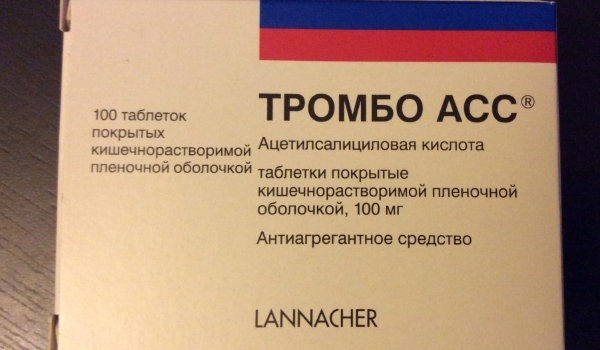 100 таблеток
покрытых
кишечнорастворимой
пленочной оболочкой
ТРОМБО АСС®
Ацетилсалициловая кислота
таблетки покрытые
кишечнорастворимой пленочной
оболочкой, 100 мг
Антиагрегантное средство
LANNACHER